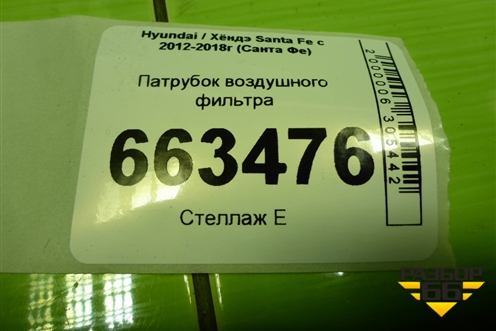 Hyundai / Хёндэ Santa Fe с
2012-2018г (Санта Фе)
Патрубок воздушного
фильтра
663476
Стеллаж Е
2000006305442
РАЗБОР
66